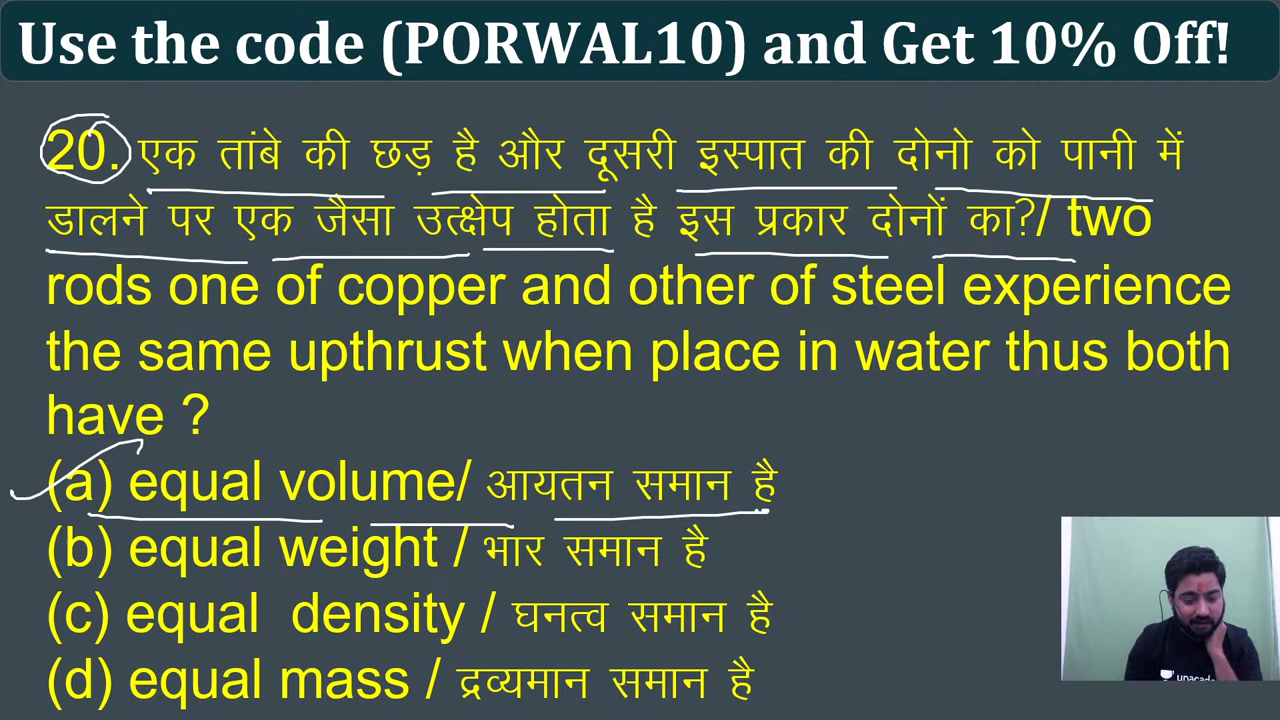 Use the code (PORWAL10) and Get 10% Off!
20. एक तांबे की छड़ है और दूसरी इस्पात की दोनो को पानी में
डालने पर एक जैसा उत्क्षेप होता है इस प्रकार दोनों का?/ two
rods one of copper and other of steel experience
the same upthrust when place in water thus both
have ?
(a) equal volume/ आयतन समान है
(b) equal weight / भार समान है
(c) equal density / घनत्व समान है
(d) equal mass / द्रव्यमान समान है